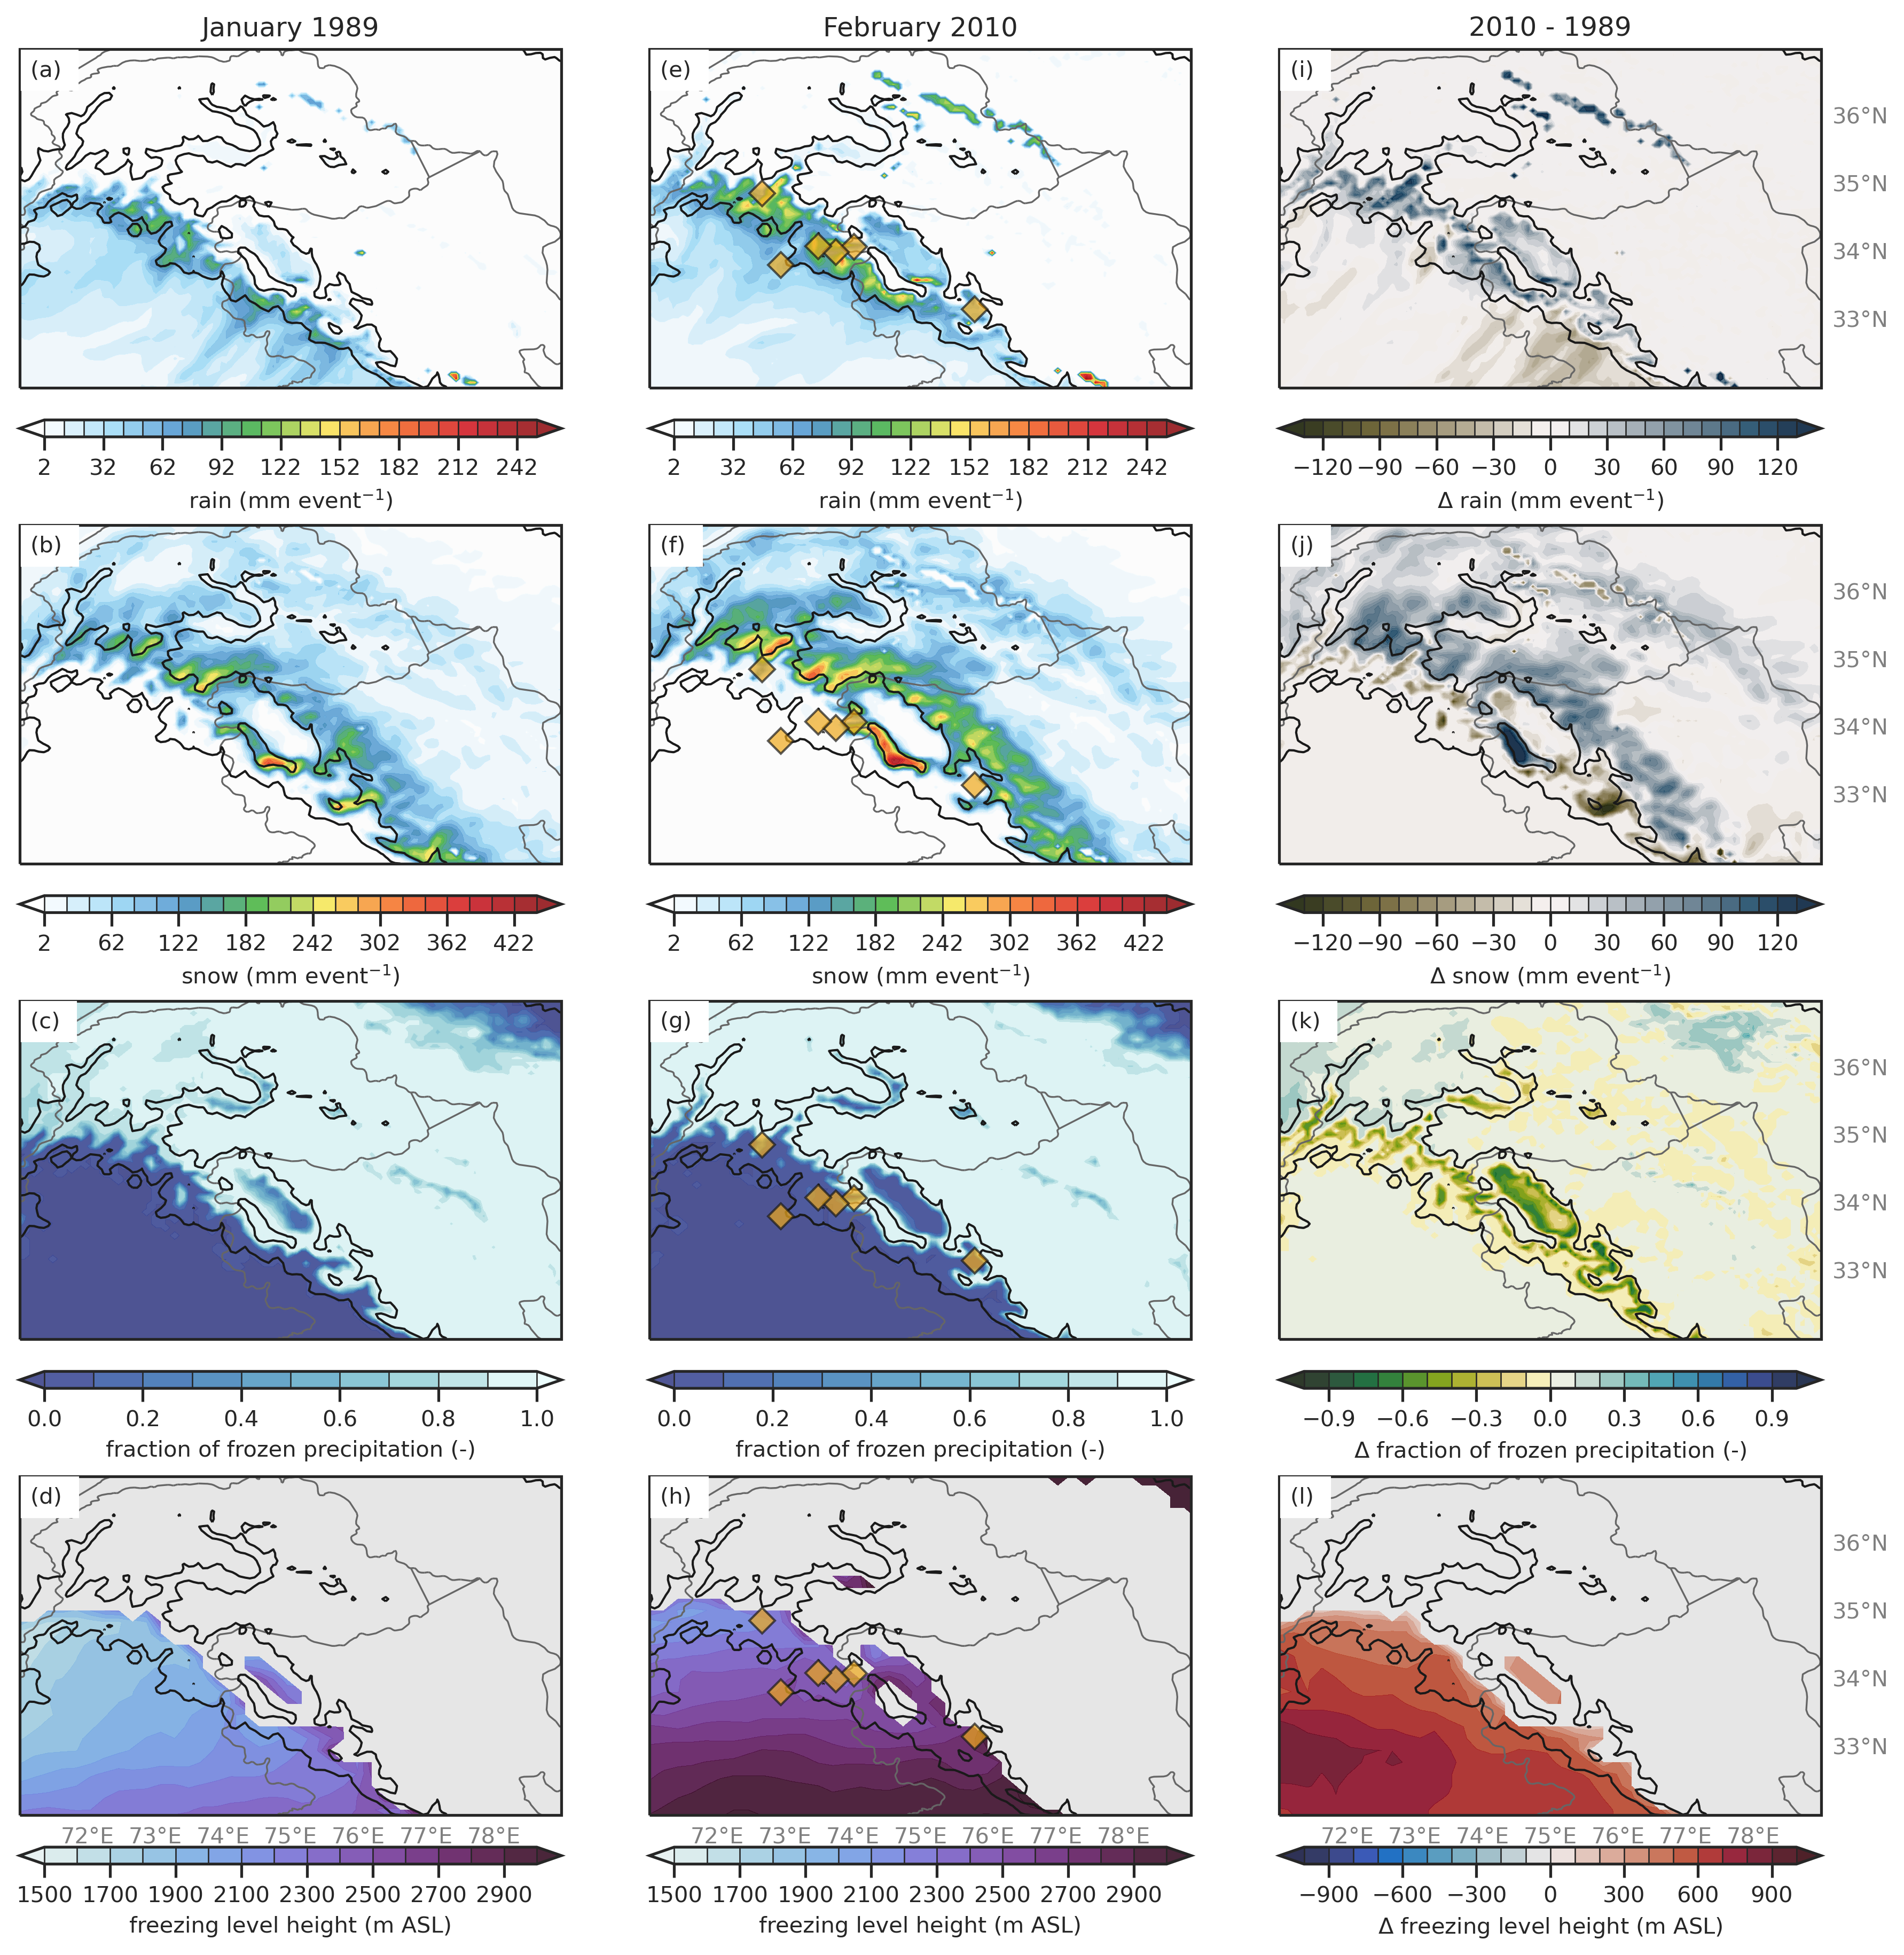 January 1989 February 2010 2010 - 1989
(a) (e) (i)
36°N
35°N
34°N
33°N
2 32 62 92 122 152 182 212 242 2 32 62 92 122 152 182 212 242 −120 −90 −60 −30 0 30 60 90 120
rain (mm event⁻¹) rain (mm event⁻¹) Δ rain (mm event⁻¹)
(b) (f) (j)
36°N
35°N
34°N
33°N
2 62 122 182 242 302 362 422 2 62 122 182 242 302 362 422 −120 −90 −60 −30 0 30 60 90 120
snow (mm event⁻¹) snow (mm event⁻¹) Δ snow (mm event⁻¹)
(c) (g) (k)
36°N
35°N
34°N
33°N
0.0 0.2 0.4 0.6 0.8 1.0 0.0 0.2 0.4 0.6 0.8 1.0 −0.9 −0.6 −0.3 0.0 0.3 0.6 0.9
fraction of frozen precipitation (-) fraction of frozen precipitation (-) Δ fraction of frozen precipitation (-)
(d) (h) (l)
36°N
35°N
34°N
33°N
72°E 73°E 74°E 75°E 76°E 77°E 78°E 72°E 73°E 74°E 75°E 76°E 77°E 78°E 72°E 73°E 74°E 75°E 76°E 77°E 78°E
1500 1700 1900 2100 2300 2500 2700 2900 1500 1700 1900 2100 2300 2500 2700 2900 −900 −600 −300 0 300 600 900
freezing level height (m ASL) freezing level height (m ASL) Δ freezing level height (m ASL)